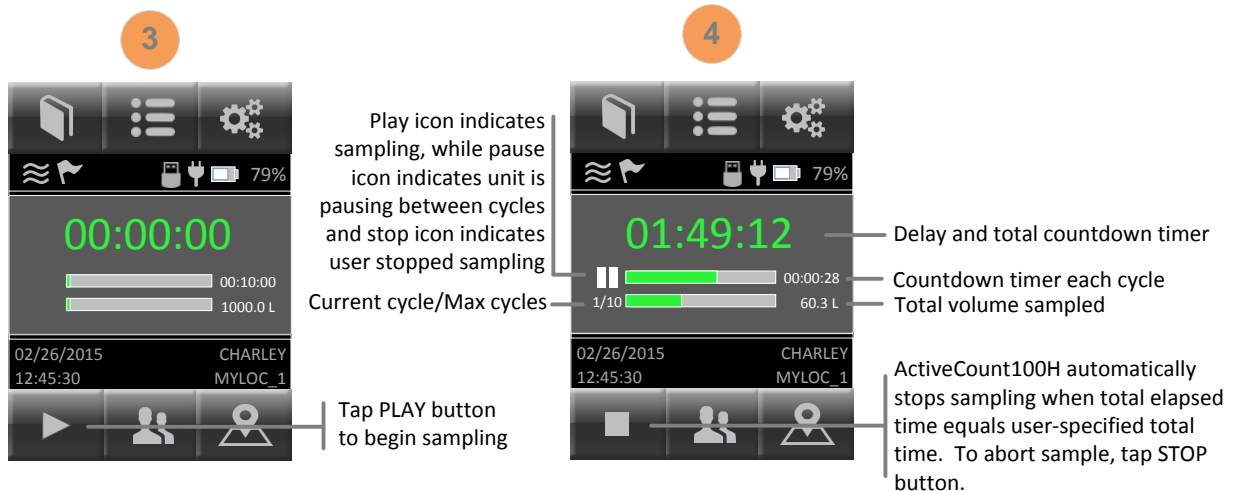 3
79%
00:00:00
00:10:00
1000.0 L
02/26/2015 CHARLEY
12:45:30 MYLOC_1
Tap PLAY button
to begin sampling
4
Play icon indicates
sampling, while pause
icon indicates unit is
pausing between cycles
and stop icon indicates
user stopped sampling
Current cycle/Max cycles
79%
01:49:12
00:00:28
1/10 60.3 L
02/26/2015 CHARLEY
12:45:30 MYLOC_1
Delay and total countdown timer
Countdown timer each cycle
Total volume sampled
ActiveCount100H automatically
stops sampling when total elapsed
time equals user-specified total
time. To abort sample, tap STOP
button.